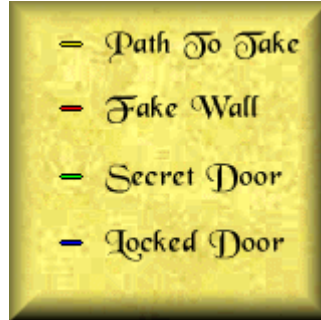 Path To Take
Fake Wall
Secret Door
Locked Door